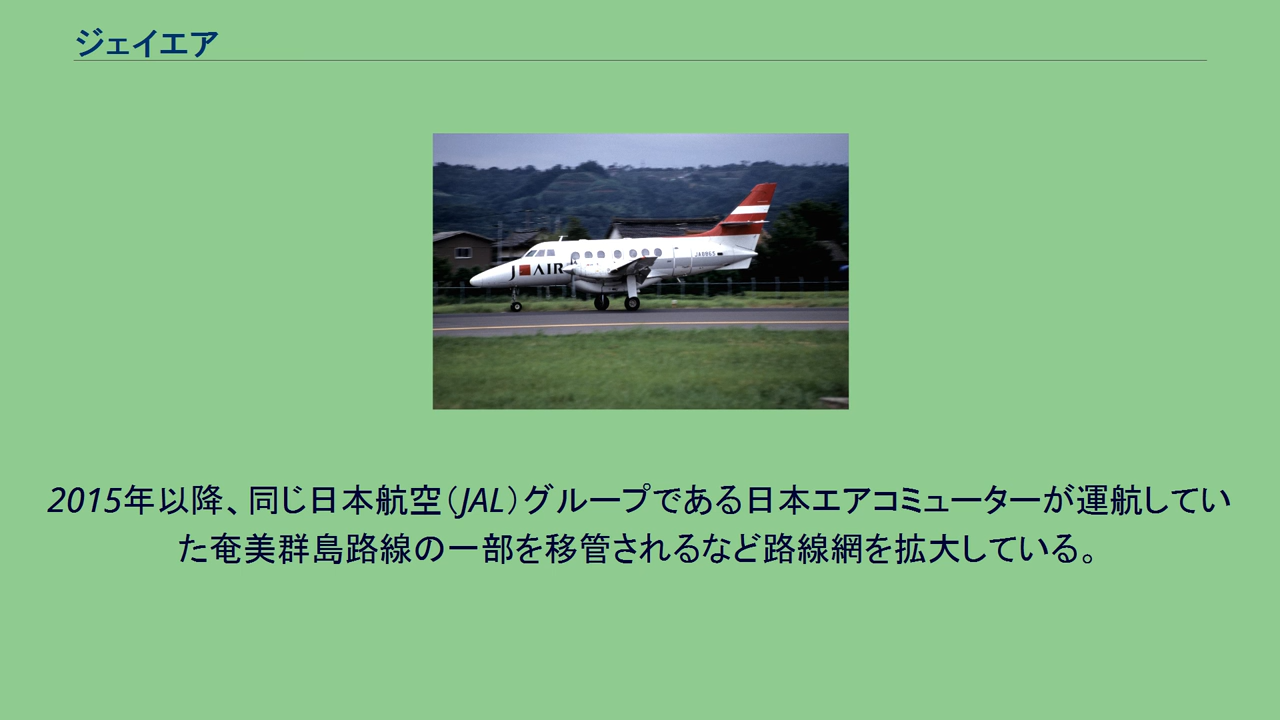 ジェイエア
J AIR
2015年以降、同じ日本航空（JAL）グループである日本エアコミューターが運航してい
た奄美群島路線の一部を移管されるなど路線網を拡大している。